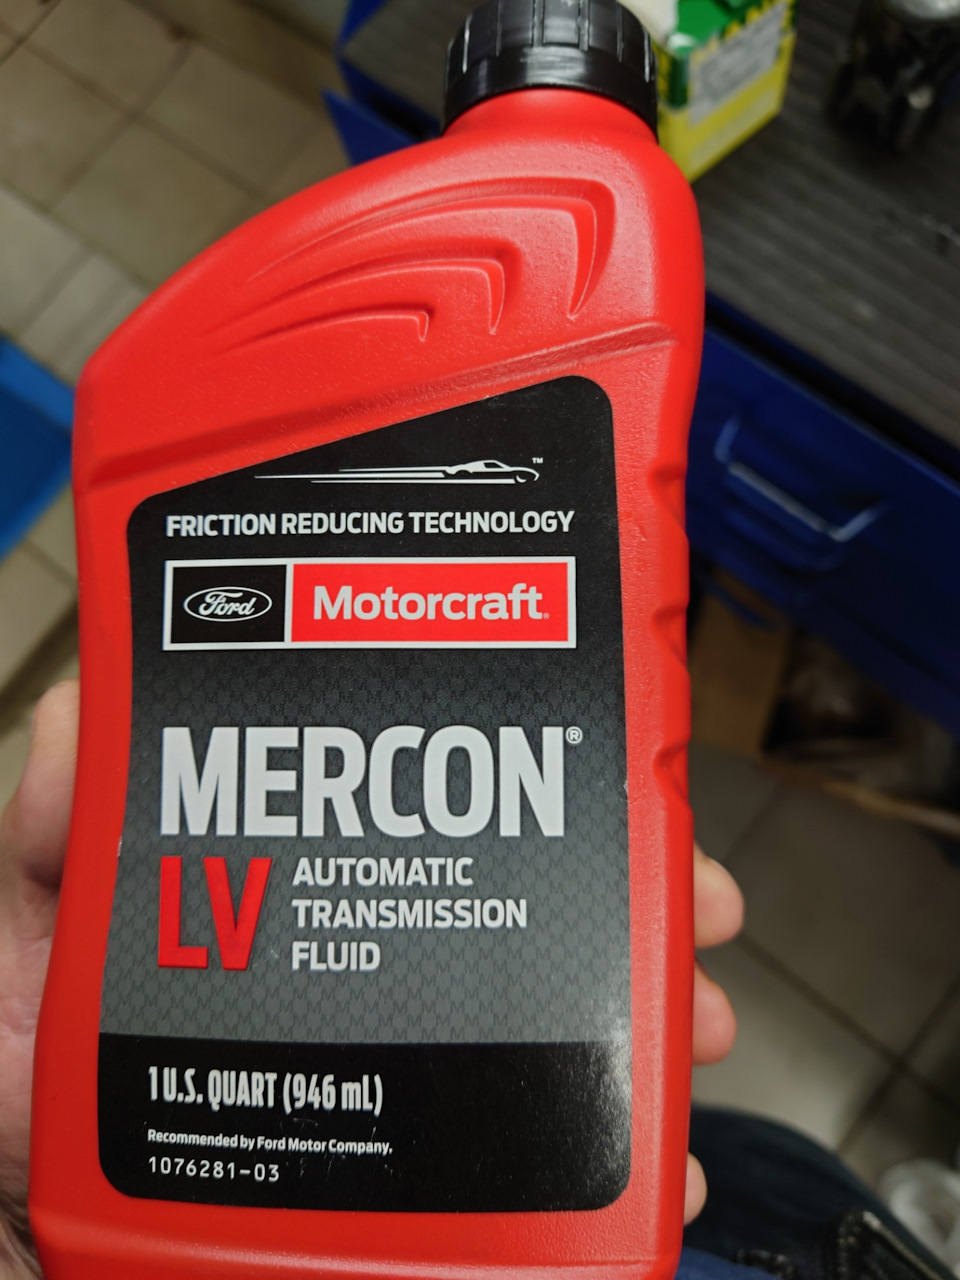 ™
FRICTION REDUCING TECHNOLOGY
Ford Motorcraft®
MERCON®
LV AUTOMATIC
TRANSMISSION
FLUID
1 U.S. QUART (946 mL)
Recommended by Ford Motor Company.
1076281-03